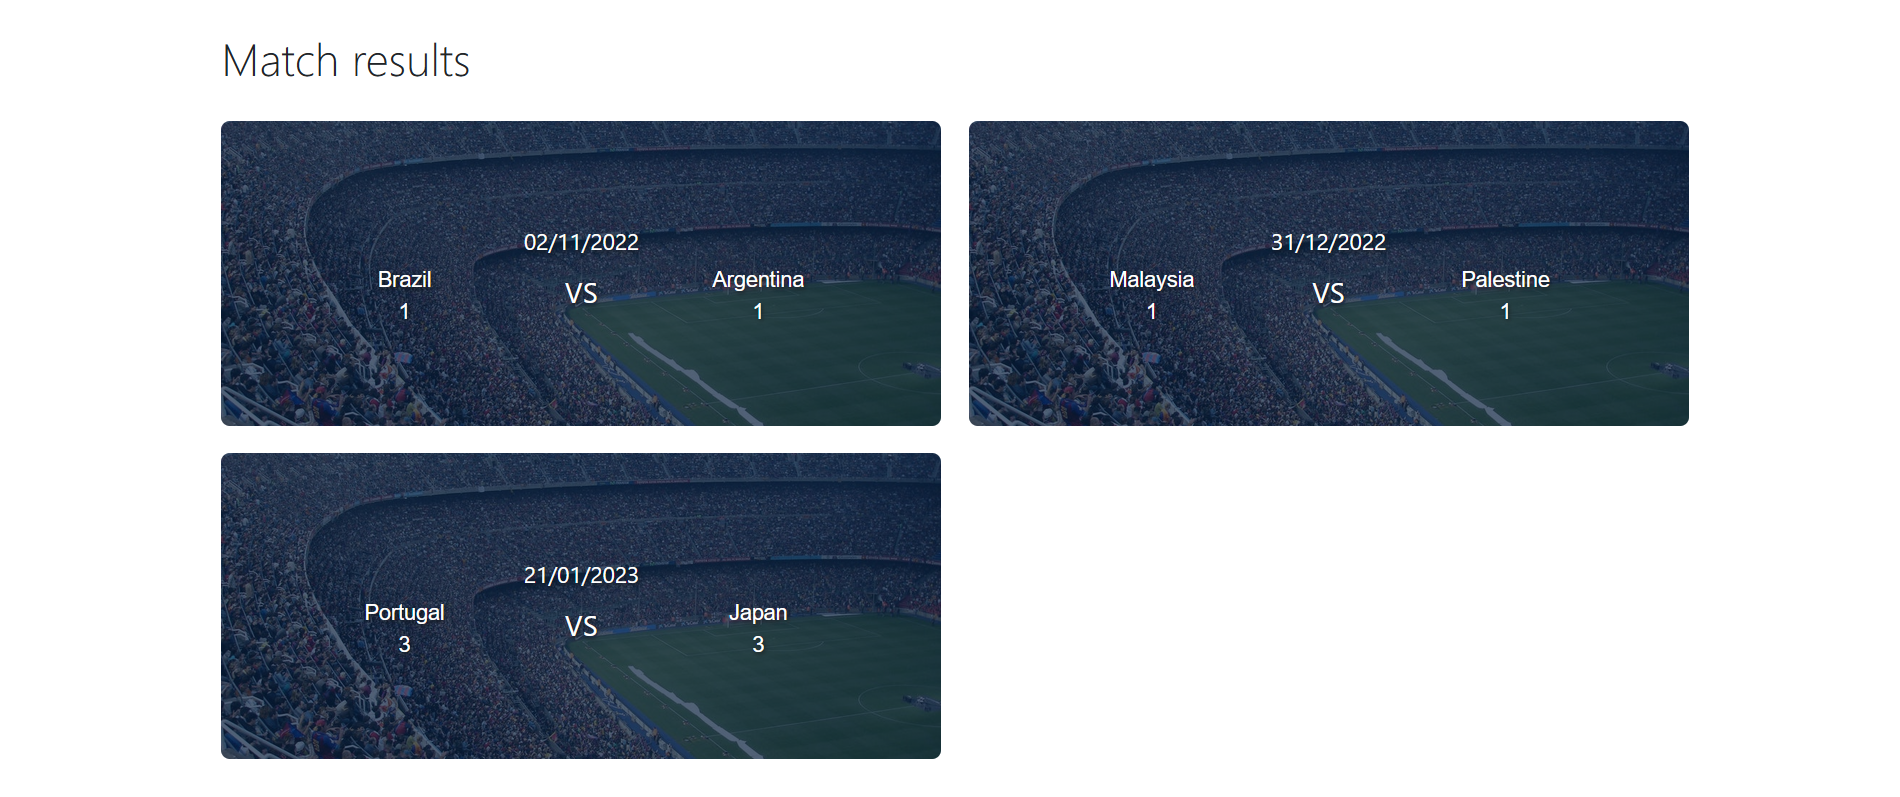 Match results
02/11/2022
Brazil VS Argentina
1 1
31/12/2022
Malaysia VS Palestine
1 1
21/01/2023
Portugal VS Japan
3 3